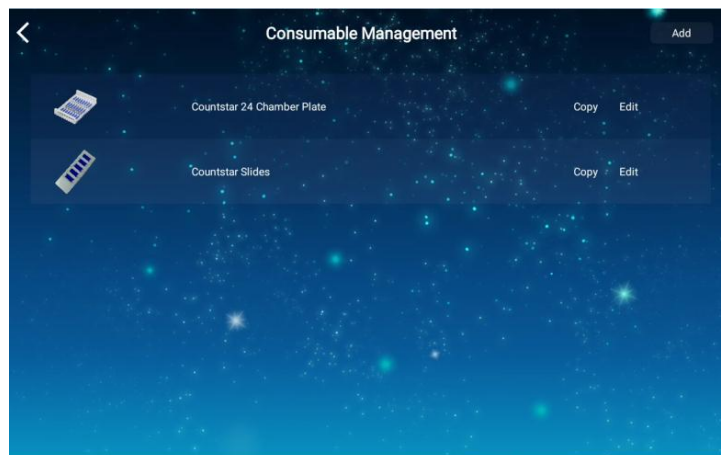 Consumable Management
Add
Countstar 24 Chamber Plate Copy Edit
Countstar Slides Copy Edit